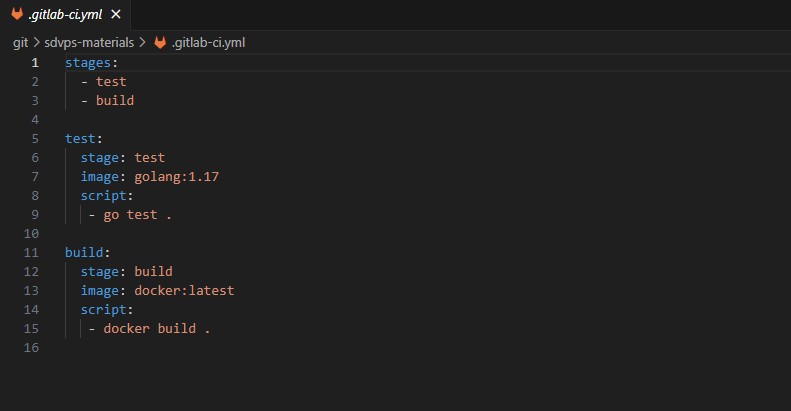 .gitlab-ci.yml
git > sdvps-materials > .gitlab-ci.yml
1 stages:
2   - test
3   - build
4
5 test:
6   stage: test
7   image: golang:1.17
8   script:
9    - go test .
10
11 build:
12   stage: build
13   image: docker:latest
14   script:
15    - docker build .
16